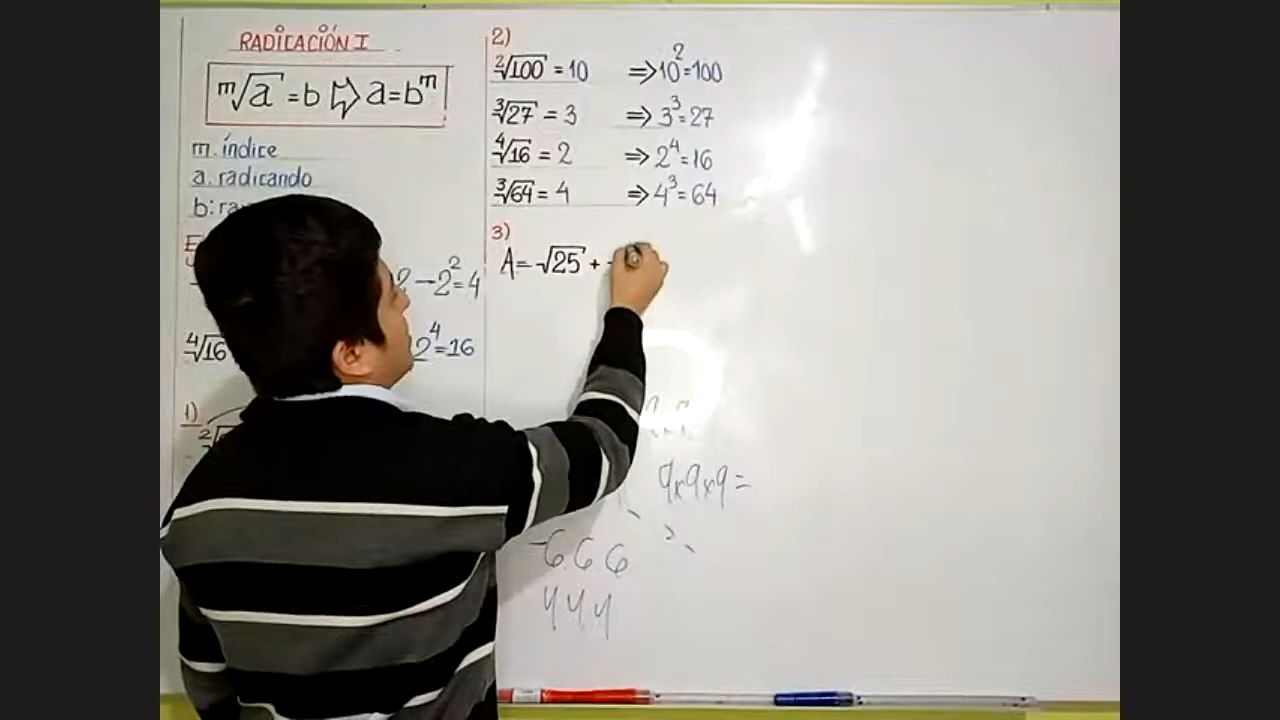 RADICACIÓN I
ᵐ√a = b ⇨ a = bᵐ
m. índice
a. radicando
b:
2 - 2² = 4
⁴√16
2⁴ = 16
1)
2)
²√100 = 10 ⇒ 10² = 100
³√27 = 3 ⇒ 3³ = 27
⁴√16 = 2 ⇒ 2⁴ = 16
³√64 = 4 ⇒ 4³ = 64
3)
A = √25 +
9x9x9 =
6 6 6
4 4 4